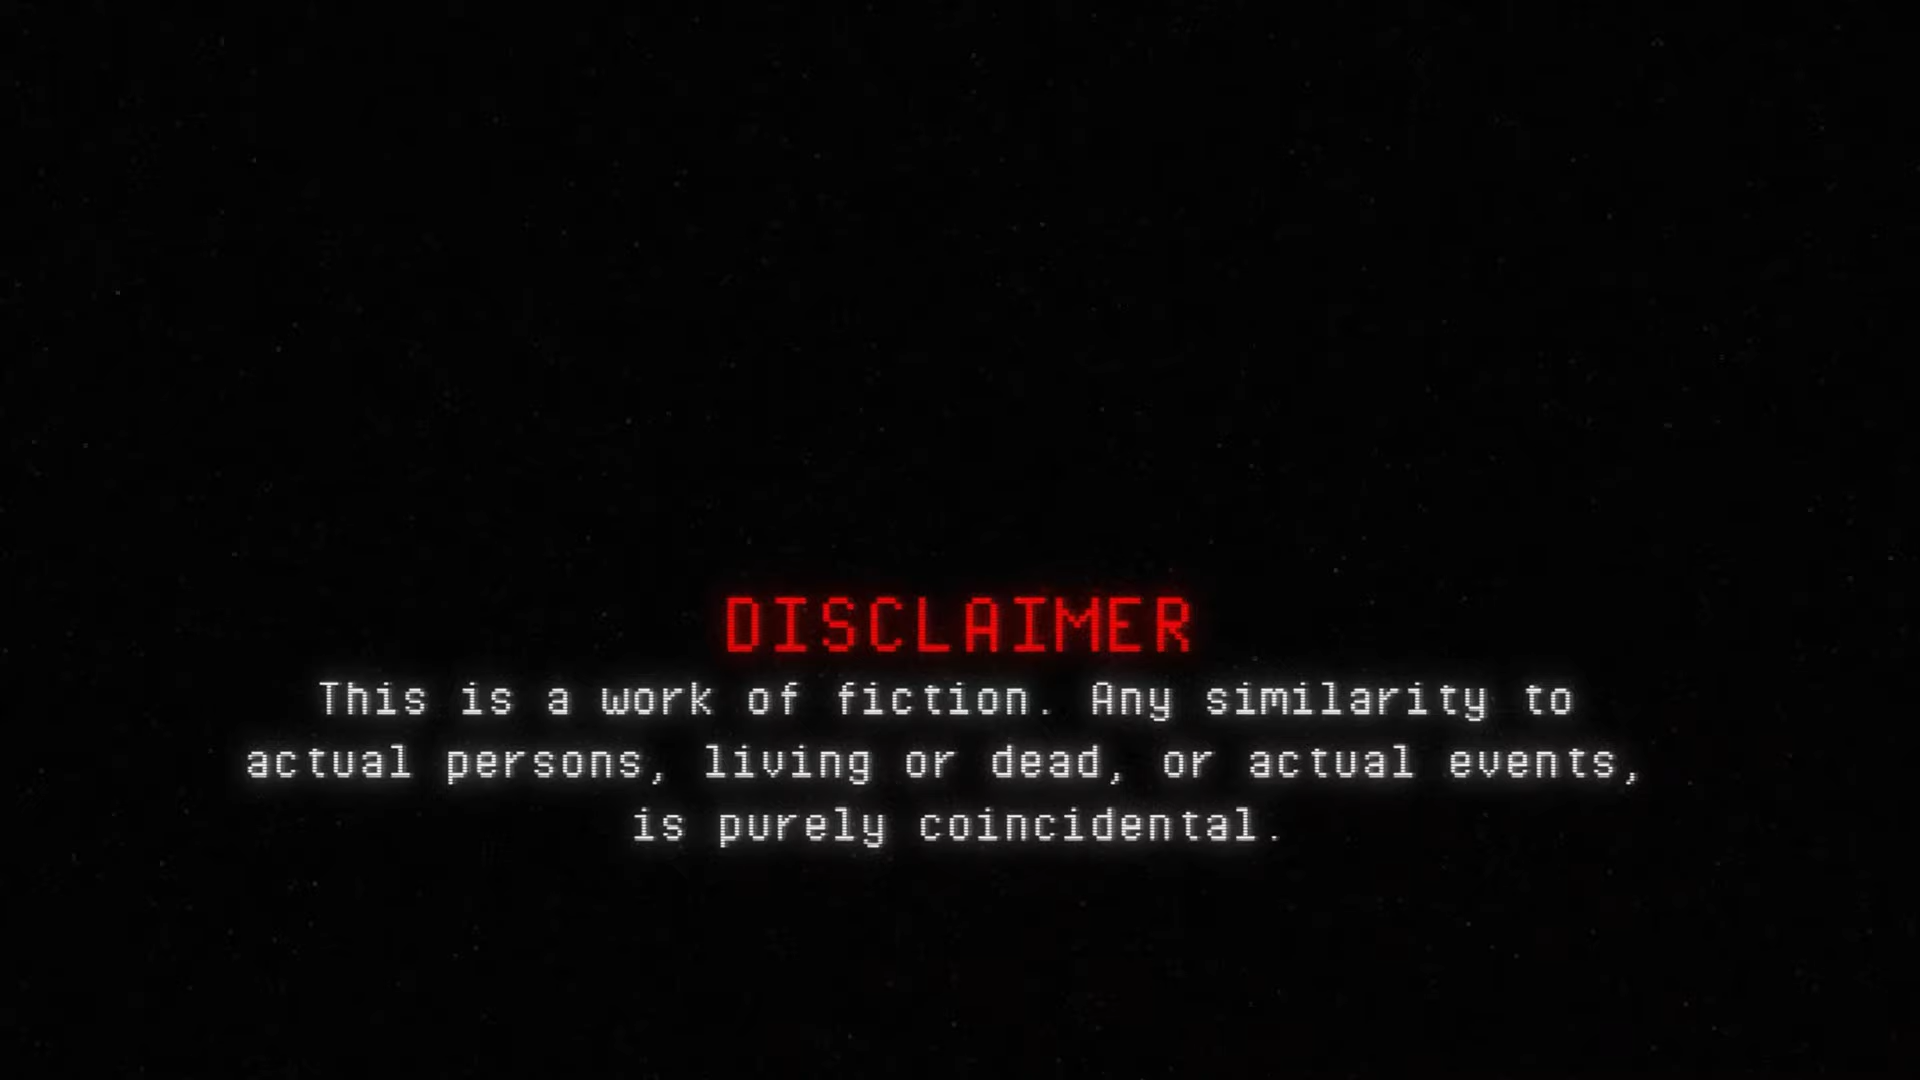 DISCLAIMER
This is a work of fiction. Any similarity to
actual persons, living or dead, or actual events,
is purely coincidental.